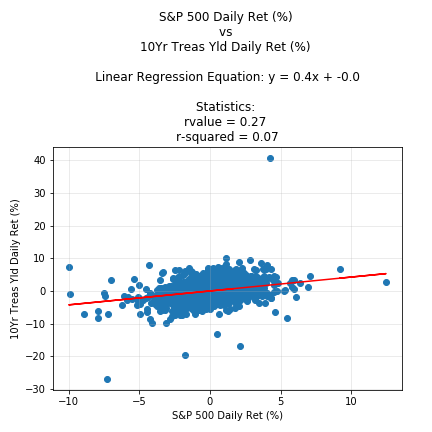 S&P 500 Daily Ret (%)
vs
10Yr Treas Yld Daily Ret (%)
Linear Regression Equation: y = 0.4x + -0.0
Statistics:
rvalue = 0.27
r-squared = 0.07
10Yr Treas Yld Daily Ret (%)
40
30
20
10
0
−10
−20
−30
−10 −5 0 5 10
S&P 500 Daily Ret (%)